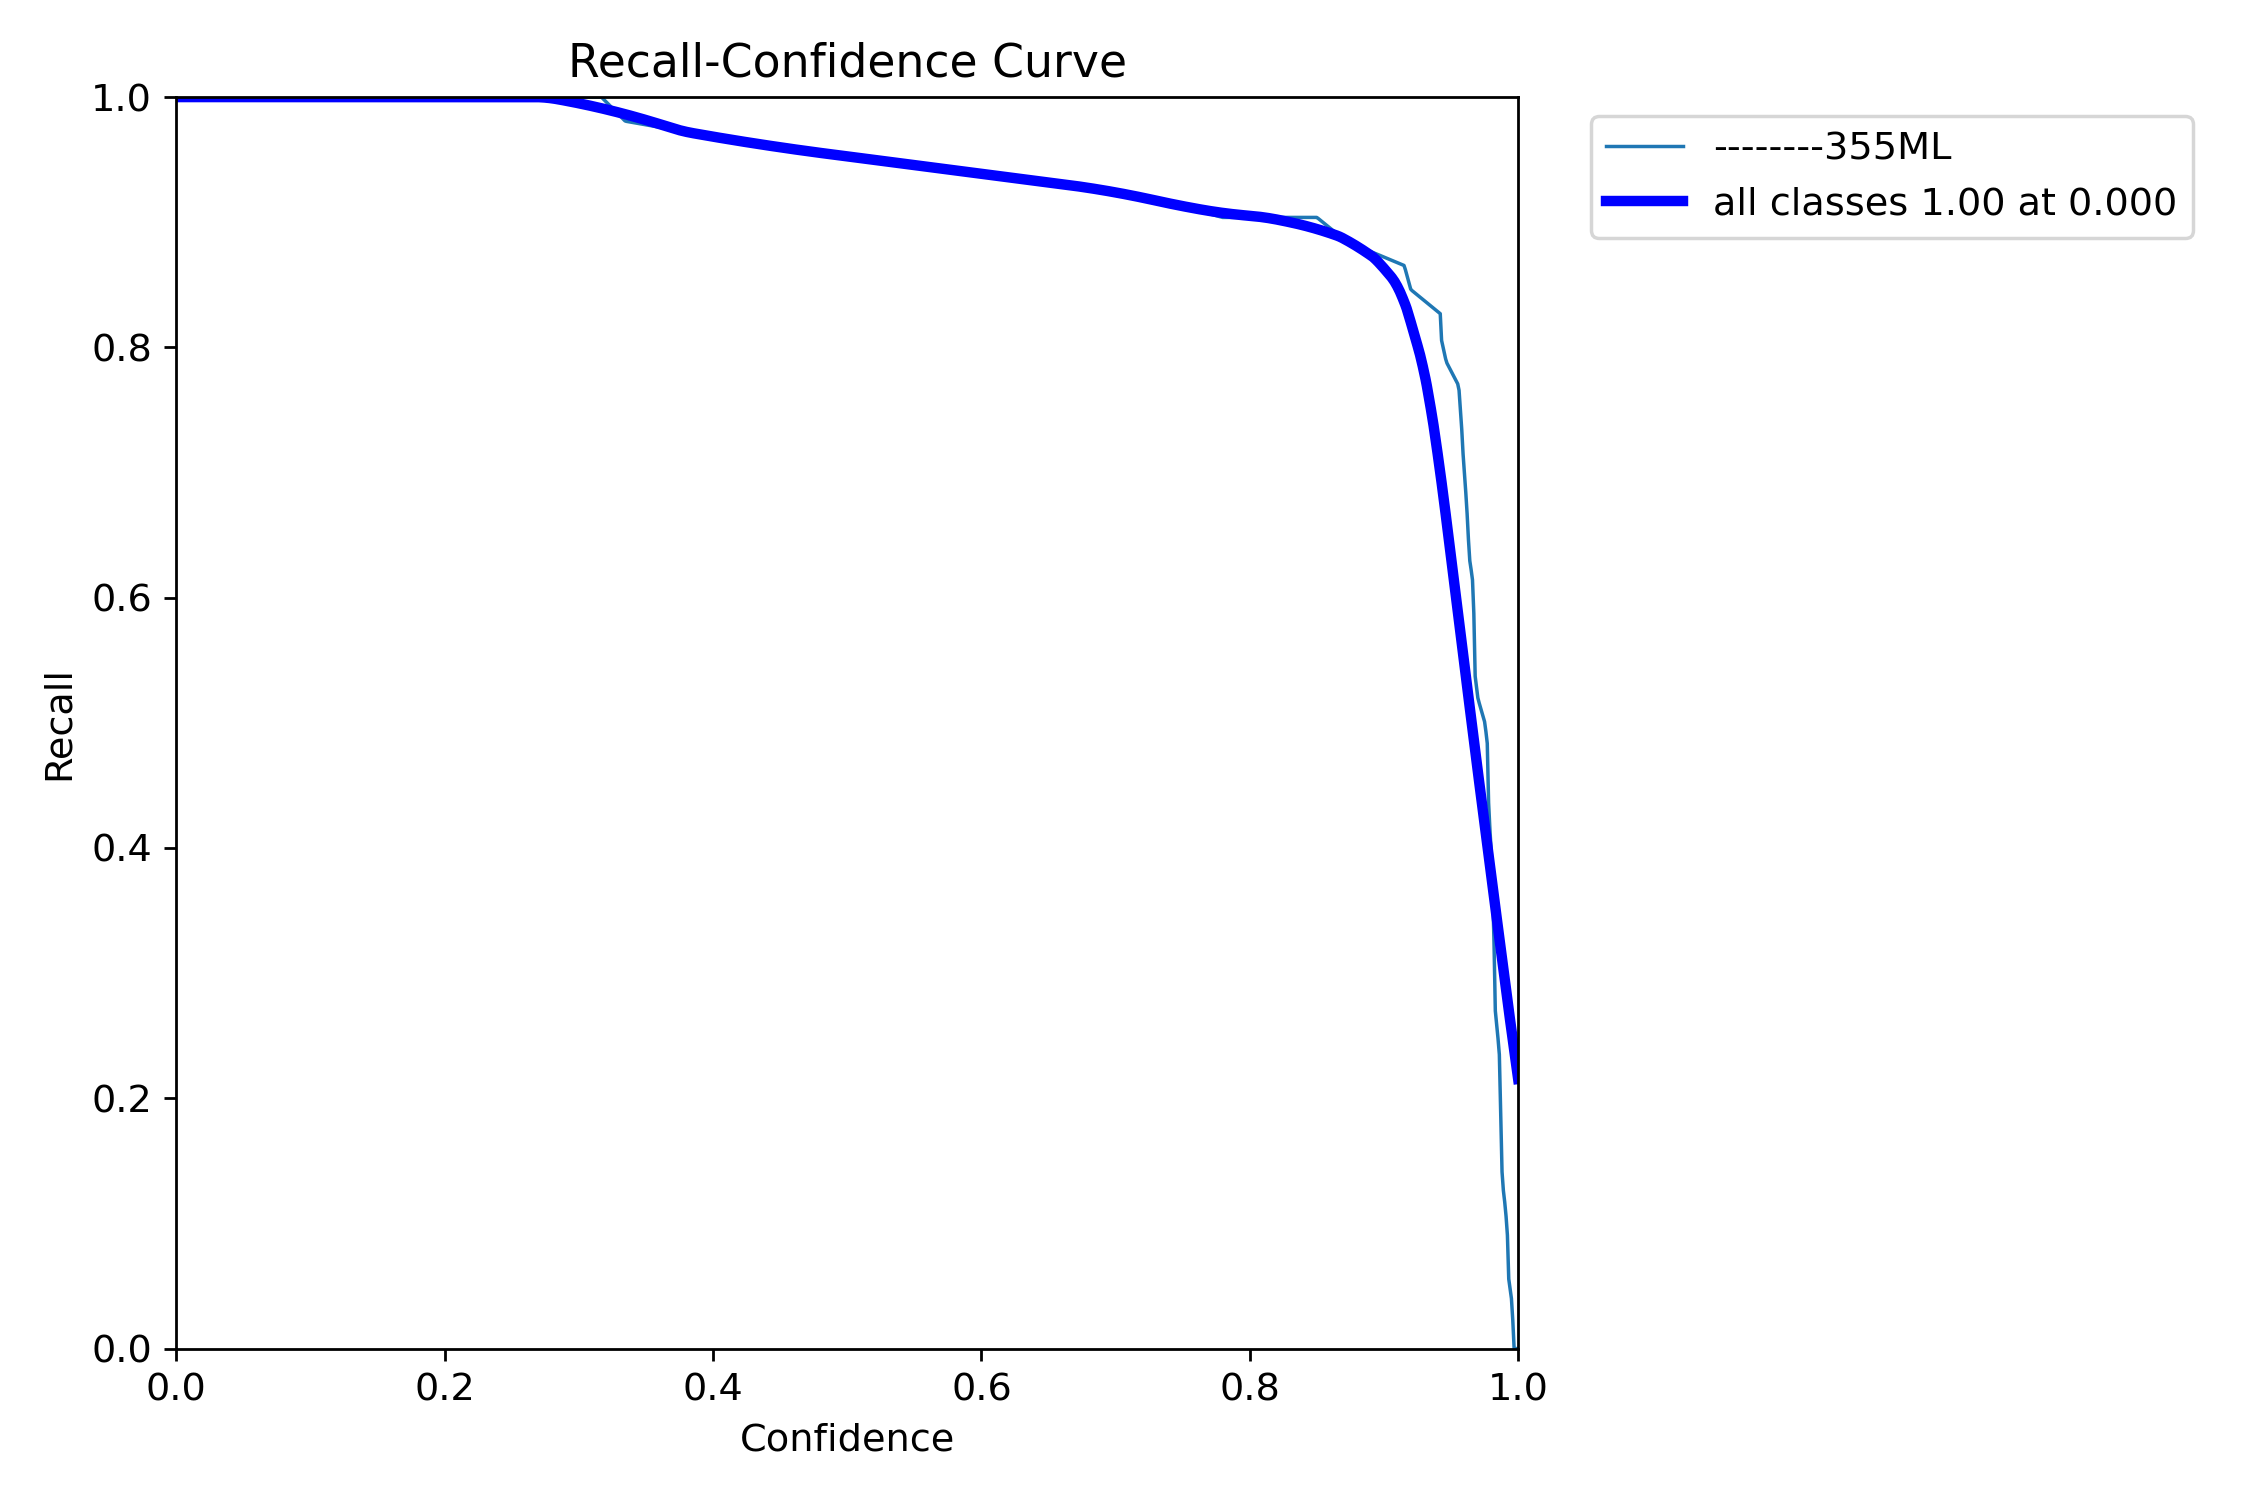 Recall-Confidence Curve
1.0
0.8
0.6
0.4
0.2
0.0
Recall
0.0 0.2 0.4 0.6 0.8 1.0
Confidence
--------355ML
all classes 1.00 at 0.000